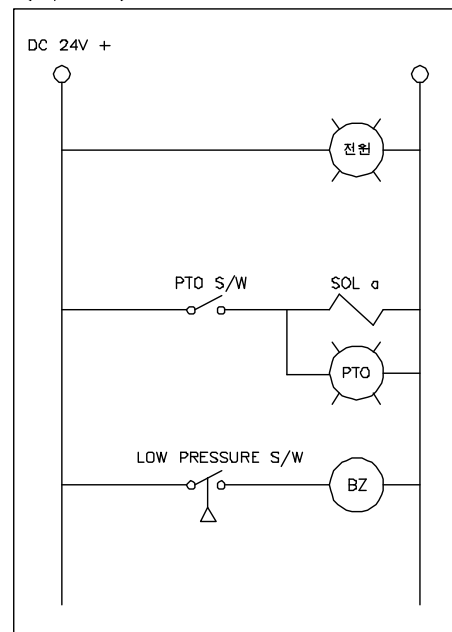 DC 24V +
전원
PTO S/W
SOL a
PTO
LOW PRESSURE S/W
BZ